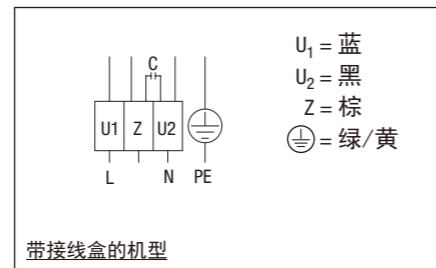 C
U1 Z U2
L N PE
U₁ = 蓝
U₂ = 黑
Z = 棕
⏚ = 绿/黄
带接线盒的机型